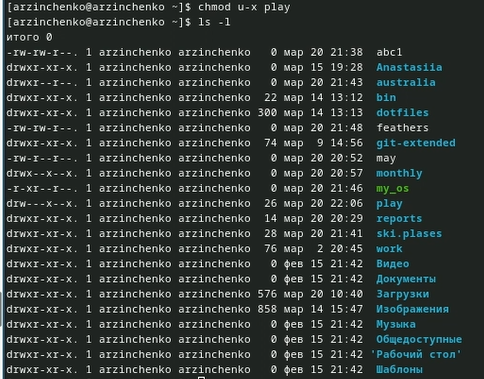 [arzinchenko@arzinchenko ~]$ chmod u-x play
[arzinchenko@arzinchenko ~]$ ls -l
итого 0
-rw-rw-r--. 1 arzinchenko arzinchenko 0 мар 20 21:38 abc1
drwxr-xr-x. 1 arzinchenko arzinchenko 0 мар 15 19:28 Anastasiia
drwxr--r--. 1 arzinchenko arzinchenko 0 мар 20 21:43 australia
drwxr-xr-x. 1 arzinchenko arzinchenko 22 мар 14 13:12 bin
drwxr-xr-x. 1 arzinchenko arzinchenko 300 мар 14 13:13 dotfiles
-rw-rw-r--. 1 arzinchenko arzinchenko 0 мар 20 21:48 feathers
drwxr-xr-x. 1 arzinchenko arzinchenko 74 мар 9 14:56 git-extended
-rw-r--r--. 1 arzinchenko arzinchenko 0 мар 20 20:52 may
drwx--x--x. 1 arzinchenko arzinchenko 0 мар 20 20:57 monthly
-r-xr--r--. 1 arzinchenko arzinchenko 0 мар 20 21:46 my_os
drw---x--x. 1 arzinchenko arzinchenko 26 мар 20 22:06 play
drwxr-xr-x. 1 arzinchenko arzinchenko 14 мар 20 20:29 reports
drwxr-xr-x. 1 arzinchenko arzinchenko 28 мар 20 21:41 ski.plases
drwxr-xr-x. 1 arzinchenko arzinchenko 76 мар 2 20:45 work
drwxr-xr-x. 1 arzinchenko arzinchenko 0 фев 15 21:42 Видео
drwxr-xr-x. 1 arzinchenko arzinchenko 0 фев 15 21:42 Документы
drwxr-xr-x. 1 arzinchenko arzinchenko 576 мар 20 10:40 Загрузки
drwxr-xr-x. 1 arzinchenko arzinchenko 858 мар 14 15:47 Изображения
drwxr-xr-x. 1 arzinchenko arzinchenko 0 фев 15 21:42 Музыка
drwxr-xr-x. 1 arzinchenko arzinchenko 0 фев 15 21:42 Общедоступные
drwxr-xr-x. 1 arzinchenko arzinchenko 0 фев 15 21:42 'Рабочий стол'
drwxr-xr-x. 1 arzinchenko arzinchenko 0 фев 15 21:42 Шаблоны